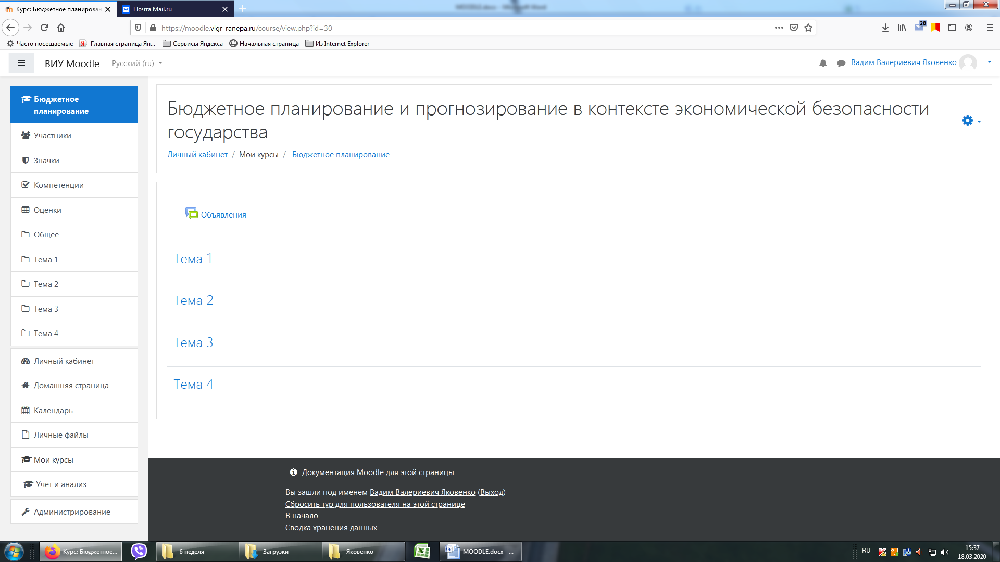 Курс: Бюджетное планирован
Почта Mail.ru
https://moodle.vlgr-ranepa.ru/course/view.php?id=30
28
Часто посещаемые
Главная страница Ян...
Сервисы Яндекса
Начальная страница
Из Internet Explorer
ВИУ Moodle
Русский (ru)
Вадим Валериевич Яковенко
Бюджетное
планирование
Участники
Значки
Компетенции
Оценки
Общее
Тема 1
Тема 2
Тема 3
Тема 4
Личный кабинет
Домашняя страница
Календарь
Личные файлы
Мои курсы
Учет и анализ
Администрирование
Бюджетное планирование и прогнозирование в контексте экономической безопасности
государства
Личный кабинет / Мои курсы / Бюджетное планирование
Объявления
Тема 1
Тема 2
Тема 3
Тема 4
Документация Moodle для этой страницы
Вы зашли под именем Вадим Валериевич Яковенко (Выход)
Сбросить тур для пользователя на этой странице
В начало
Сводка хранения данных
Курс: Бюджетное...
6 неделя
Загрузки
Яковенко
MOODLE.docx - ...
RU
15:37
18.03.2020